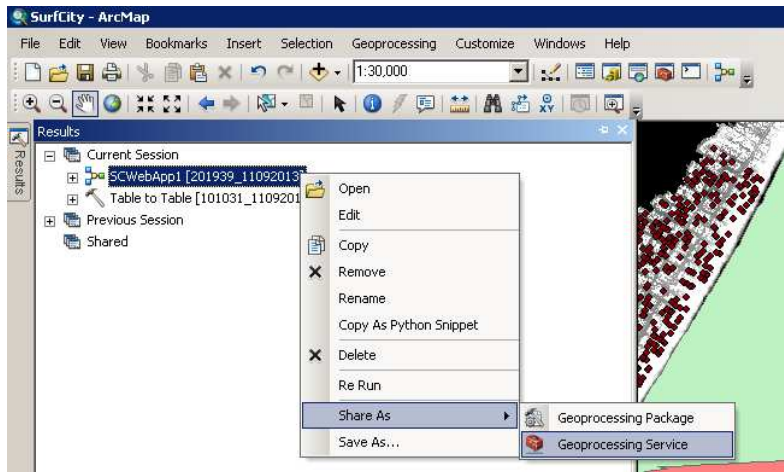 SurfCity - ArcMap
File Edit View Bookmarks Insert Selection Geoprocessing Customize Windows Help
1:30,000
Results
Results
Current Session
SCWebApp1 [201939_11092013]
Table to Table [101031_1109201
Previous Session
Shared
Open
Edit
Copy
Remove
Rename
Copy As Python Snippet
Delete
Re Run
Share As
Save As...
Geoprocessing Package
Geoprocessing Service